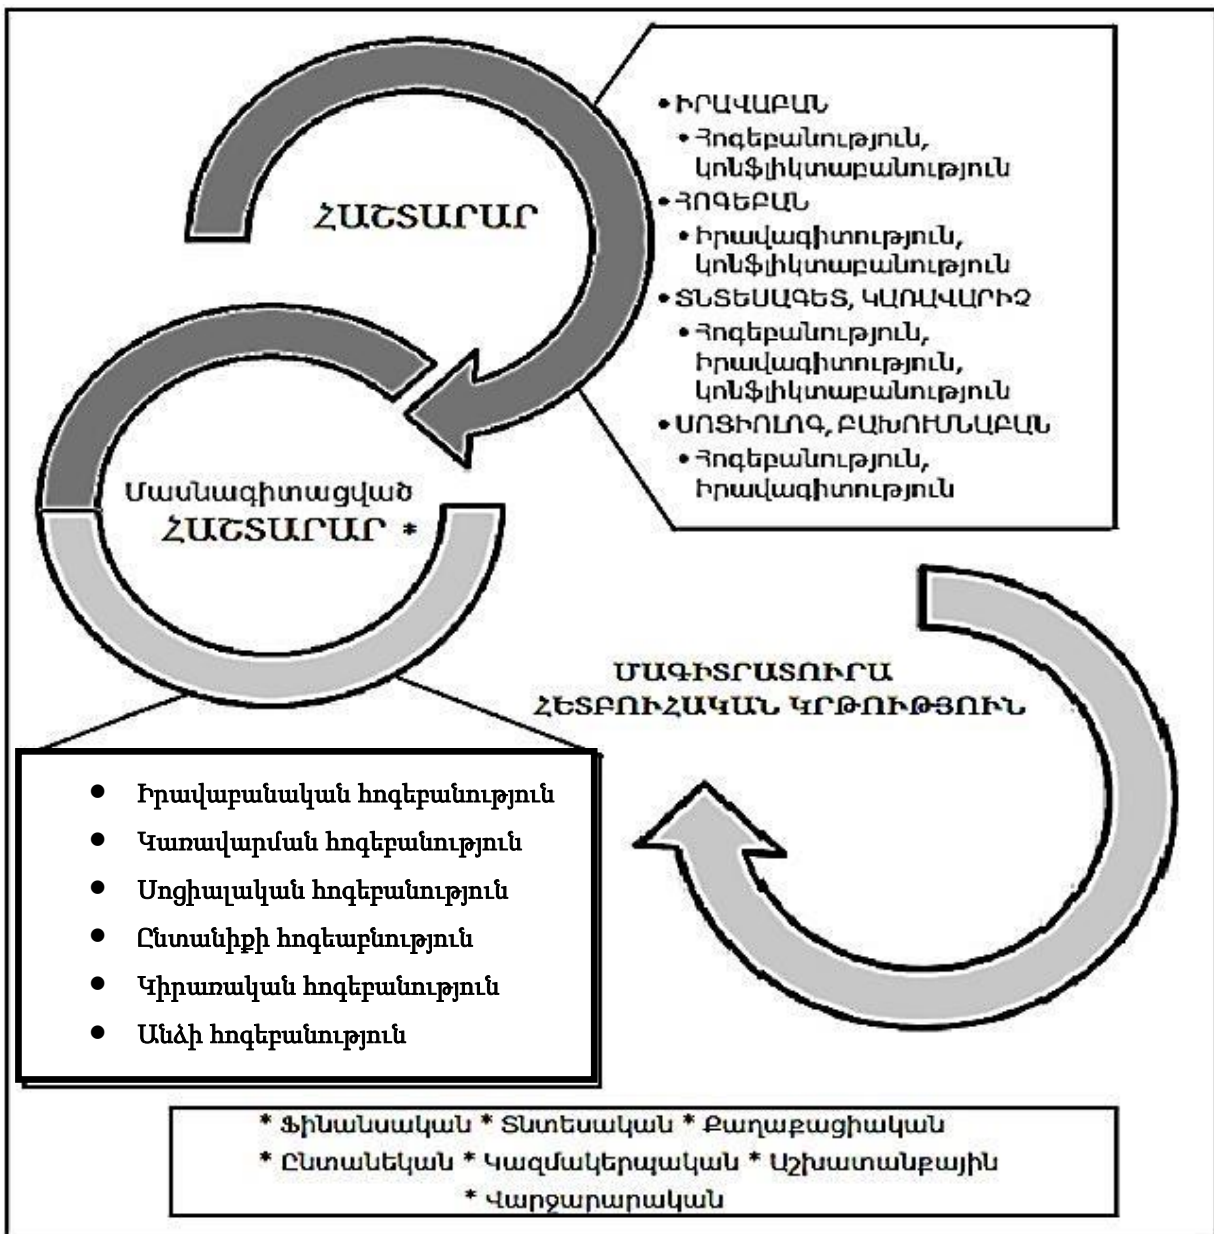 ՀԱՇՏԱՐԱՐ
• ԻՐԱՎԱԲԱՆ
• Հոգեբանություն,
կոնֆլիկտաբանություն
• ՀՈԳԵԲԱՆ
• Իրավագիտություն,
կոնֆլիկտաբանություն
• ՏՆՏԵՍԱԳԵՏ, ԿԱՌԱՎԱՐԻՉ
• Հոգեբանություն,
Իրավագիտություն,
կոնֆլիկտաբանություն
• ՍՈՑԻՈԼՈԳ, ԲԱԽՈՒՄՆԱԲԱՆ
• Հոգեբանություն,
Իրավագիտություն
Մասնագիտացված
ՀԱՇՏԱՐԱՐ *
ՄԱԳԻՍՏՐԱՏՈՒՐԱ
ՀԵՏԲՈՒՀԱԿԱՆ ԿՐԹՈՒԹՅՈՒՆ
● Իրավաբանական հոգեբանություն
● Կառավարման հոգեբանություն
● Սոցիալական հոգեբանություն
● Ընտանիքի հոգեաբնություն
● Կիրառական հոգեբանություն
● Անձի հոգեբանություն
* Ֆինանսական * Տնտեսական * Քաղաքացիական
* Ընտանեկան * Կազմակերպական * Աշխատանքային
* Վարչարարական